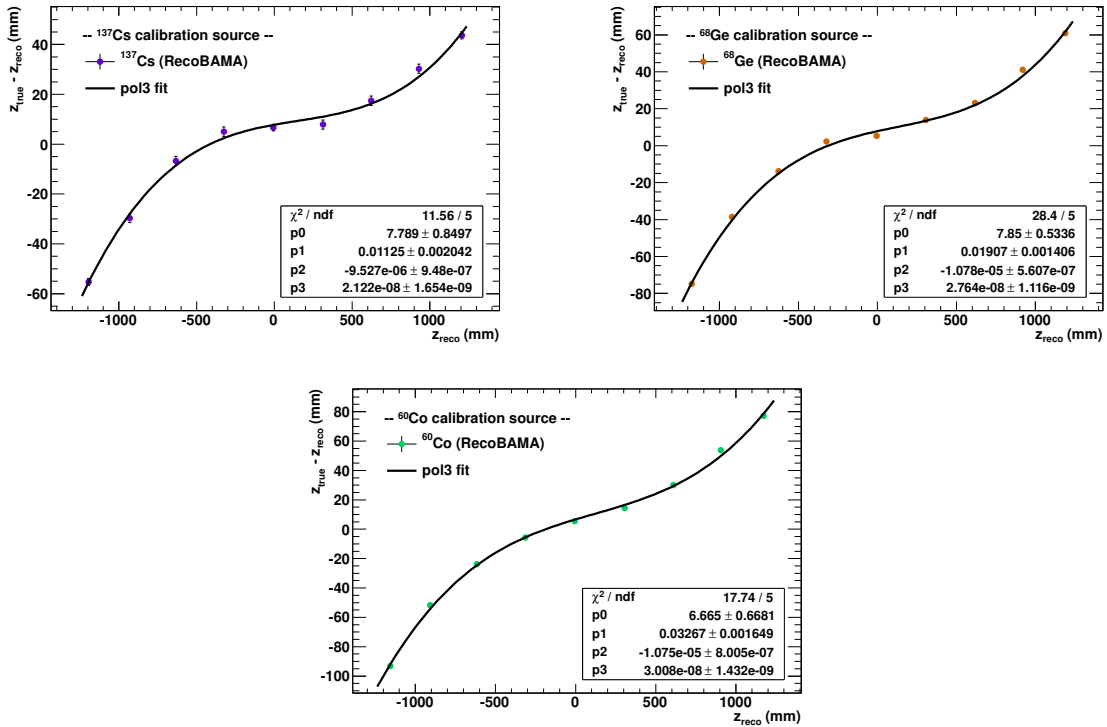 z_true - z_reco (mm)
-- ¹³⁷Cs calibration source --
¹³⁷Cs (RecoBAMA)
pol3 fit
40
20
0
-20
-40
-60
χ² / ndf 11.56 / 5
p0 7.789 ± 0.8497
p1 0.01125 ± 0.002042
p2 -9.527e-06 ± 9.48e-07
p3 2.122e-08 ± 1.654e-09
-1000 -500 0 500 1000
z_reco (mm)
z_true - z_reco (mm)
-- ⁶⁸Ge calibration source --
⁶⁸Ge (RecoBAMA)
pol3 fit
60
40
20
0
-20
-40
-60
-80
χ² / ndf 28.4 / 5
p0 7.85 ± 0.5336
p1 0.01907 ± 0.001406
p2 -1.078e-05 ± 5.607e-07
p3 2.764e-08 ± 1.116e-09
-1000 -500 0 500 1000
z_reco (mm)
z_true - z_reco (mm)
-- ⁶⁰Co calibration source --
⁶⁰Co (RecoBAMA)
pol3 fit
80
60
40
20
0
-20
-40
-60
-80
-100
χ² / ndf 17.74 / 5
p0 6.665 ± 0.6681
p1 0.03267 ± 0.001649
p2 -1.075e-05 ± 8.005e-07
p3 3.008e-08 ± 1.432e-09
-1000 -500 0 500 1000
z_reco (mm)